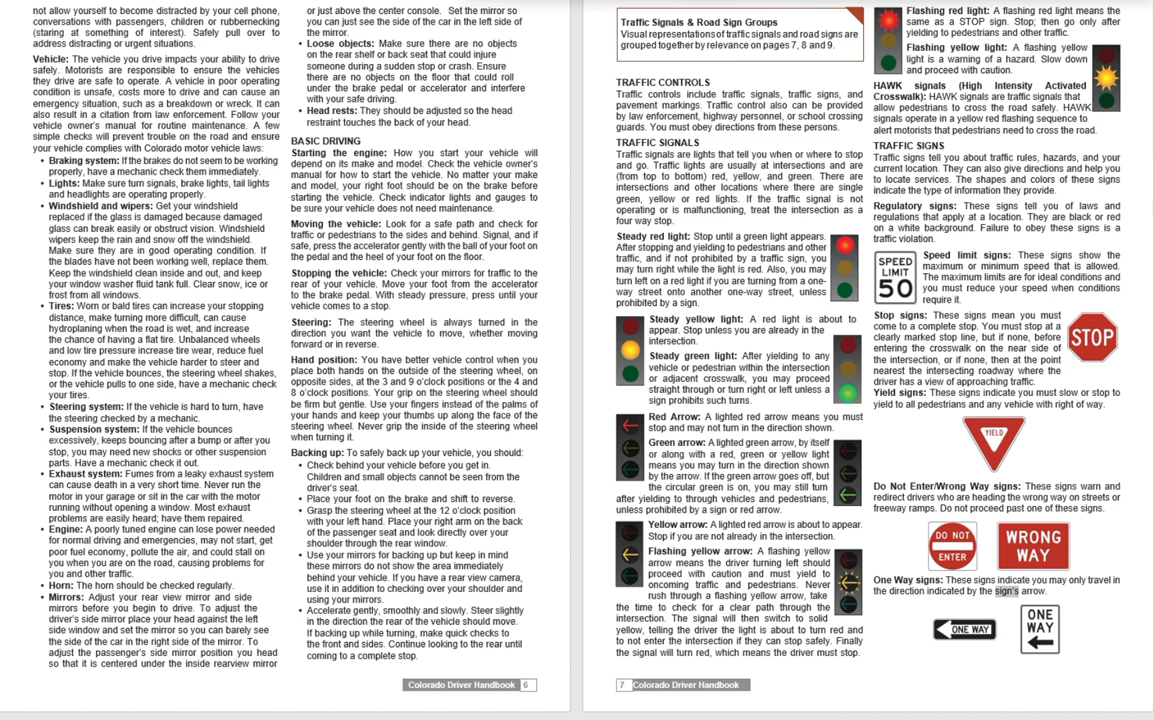 not allow yourself to become distracted by your cell phone,
conversations with passengers, children or rubbernecking
(staring at something of interest). Safely pull over to
address distracting or urgent situations.
Vehicle: The vehicle you drive impacts your ability to drive
safely. Motorists are responsible to ensure the vehicles
they drive are safe to operate. A vehicle in poor operating
condition is unsafe, costs more to drive and can cause an
emergency situation, such as a breakdown or wreck. It can
also result in a citation from law enforcement. Follow your
vehicle owner's manual for routine maintenance. A few
simple checks will prevent trouble on the road and ensure
your vehicle complies with Colorado motor vehicle laws:
• Braking system: If the brakes do not seem to be working
properly, have a mechanic check them immediately.
• Lights: Make sure turn signals, brake lights, tail lights
and headlights are operating properly.
• Windshield and wipers: Get your windshield
replaced if the glass is damaged because damaged
glass can break easily or obstruct vision. Windshield
wipers keep the rain and snow off the windshield.
Make sure they are in good operating condition. If
the blades have not been working well, replace them.
Keep the windshield clean inside and out, and keep
your window washer fluid tank full. Clear snow, ice or
frost from all windows.
• Tires: Worn or bald tires can increase your stopping
distance, make turning more difficult, can cause
hydroplaning when the road is wet, and increase
the chance of having a flat tire. Unbalanced wheels
and low tire pressure increase tire wear, reduce fuel
economy and make the vehicle harder to steer and
stop. If the vehicle bounces, the steering wheel shakes,
or the vehicle pulls to one side, have a mechanic check
your tires.
• Steering system: If the vehicle is hard to turn, have
the steering checked by a mechanic.
• Suspension system: If the vehicle bounces
excessively, keeps bouncing after a bump or after you
stop, you may need new shocks or other suspension
parts. Have a mechanic check it out.
• Exhaust system: Fumes from a leaky exhaust system
can cause death in a very short time. Never run the
motor in your garage or sit in the car with the motor
running without opening a window. Most exhaust
problems are easily heard; have them repaired.
• Engine: A poorly tuned engine can lose power needed
for normal driving and emergencies, may not start, get
poor fuel economy, pollute the air, and could stall on
you when you are on the road, causing problems for
you and other traffic.
• Horn: The horn should be checked regularly.
• Mirrors: Adjust your rear view mirror and side
mirrors before you begin to drive. To adjust the
driver's side mirror place your head against the left
side window and set the mirror so you can barely see
the side of the car in the right side of the mirror. To
adjust the passenger's side mirror position you head
so that it is centered under the inside rearview mirror
or just above the center console. Set the mirror so
you can just see the side of the car in the left side of
the mirror.
• Loose objects: Make sure there are no objects
on the rear shelf or back seat that could injure
someone during a sudden stop or crash. Ensure
there are no objects on the floor that could roll
under the brake pedal or accelerator and interfere
with your safe driving.
• Head rests: They should be adjusted so the head
restraint touches the back of your head.
BASIC DRIVING
Starting the engine: How you start your vehicle will
depend on its make and model. Check the vehicle owner's
manual for how to start the vehicle. No matter your make
and model, your right foot should be on the brake before
starting the vehicle. Check indicator lights and gauges to
be sure your vehicle does not need maintenance.
Moving the vehicle: Look for a safe path and check for
traffic or pedestrians to the sides and behind. Signal, and if
safe, press the accelerator gently with the ball of your foot on
the pedal and the heel of your foot on the floor.
Stopping the vehicle: Check your mirrors for traffic to the
rear of your vehicle. Move your foot from the accelerator
to the brake pedal. With steady pressure, press until your
vehicle comes to a stop.
Steering: The steering wheel is always turned in the
direction you want the vehicle to move, whether moving
forward or in reverse.
Hand position: You have better vehicle control when you
place both hands on the outside of the steering wheel, on
opposite sides, at the 3 and 9 o'clock positions or the 4 and
8 o'clock positions. Your grip on the steering wheel should
be firm but gentle. Use your fingers instead of the palms of
your hands and keep your thumbs up along the face of the
steering wheel. Never grip the inside of the steering wheel
when turning it.
Backing up: To safely back up your vehicle, you should:
• Check behind your vehicle before you get in.
Children and small objects cannot be seen from the
driver's seat.
• Place your foot on the brake and shift to reverse.
• Grasp the steering wheel at the 12 o'clock position
with your left hand. Place your right arm on the back
of the passenger seat and look directly over your
shoulder through the rear window.
• Use your mirrors for backing up but keep in mind
these mirrors do not show the area immediately
behind your vehicle. If you have a rear view camera,
use it in addition to checking over your shoulder and
using your mirrors.
• Accelerate gently, smoothly and slowly. Steer slightly
in the direction the rear of the vehicle should move.
If backing up while turning, make quick checks to
the front and sides. Continue looking to the rear until
coming to a complete stop.
Colorado Driver Handbook 6
Traffic Signals & Road Sign Groups
Visual representations of traffic signals and road signs are
grouped together by relevance on pages 7, 8 and 9.
TRAFFIC CONTROLS
Traffic controls include traffic signals, traffic signs, and
pavement markings. Traffic control also can be provided
by law enforcement, highway personnel, or school crossing
guards. You must obey directions from these persons.
TRAFFIC SIGNALS
Traffic signals are lights that tell you when or where to stop
and go. Traffic lights are usually at intersections and are
(from top to bottom) red, yellow, and green. There are
intersections and other locations where there are single
green, yellow or red lights. If the traffic signal is not
operating or is malfunctioning, treat the intersection as a
four way stop.
Steady red light: Stop until a green light appears.
After stopping and yielding to pedestrians and other
traffic, and if not prohibited by a traffic sign, you
may turn right while the light is red. Also, you may
turn left on a red light if you are turning from a one-
way street onto another one-way street, unless
prohibited by a sign.
Steady yellow light: A red light is about to
appear. Stop unless you are already in the
intersection.
Steady green light: After yielding to any
vehicle or pedestrian within the intersection
or adjacent crosswalk, you may proceed
straight through or turn right or left unless a
sign prohibits such turns.
Red Arrow: A lighted red arrow means you must
stop and may not turn in the direction shown.
Green arrow: A lighted green arrow, by itself
or along with a red, green or yellow light
means you may turn in the direction shown
by the arrow. If the green arrow goes off, but
the circular green is on, you may still turn
after yielding to through vehicles and pedestrians,
unless prohibited by a sign or red arrow.
Yellow arrow: A lighted red arrow is about to appear.
Stop if you are not already in the intersection.
Flashing yellow arrow: A flashing yellow
arrow means the driver turning left should
proceed with caution and must yield to
oncoming traffic and pedestrians. Never
rush through a flashing yellow arrow, take
the time to check for a clear path through the
intersection. The signal will then switch to solid
yellow, telling the driver the light is about to turn red and
to not enter the intersection if they can stop safely. Finally
the signal will turn red, which means the driver must stop.
7 Colorado Driver Handbook
Flashing red light: A flashing red light means the
same as a STOP sign. Stop; then go only after
yielding to pedestrians and other traffic.
Flashing yellow light: A flashing yellow
light is a warning of a hazard. Slow down
and proceed with caution.
HAWK signals (High Intensity Activated
Crosswalk): HAWK signals are traffic signals that
allow pedestrians to cross the road safely. HAWK
signals operate in a yellow red flashing sequence to
alert motorists that pedestrians need to cross the road.
TRAFFIC SIGNS
Traffic signs tell you about traffic rules, hazards, and your
current location. They can also give directions and help you
to locate services. The shapes and colors of these signs
indicate the type of information they provide.
Regulatory signs: These signs tell you of laws and
regulations that apply at a location. They are black or red
on a white background. Failure to obey these signs is a
traffic violation.
SPEED
LIMIT
50
Speed limit signs: These signs show the
maximum or minimum speed that is allowed.
The maximum limits are for ideal conditions and
you must reduce your speed when conditions
require it.
Stop signs: These signs mean you must
come to a complete stop. You must stop at a
clearly marked stop line, but if none, before
entering the crosswalk on the near side of
the intersection, or if none, then at the point
nearest the intersecting roadway where the
driver has a view of approaching traffic.
STOP
Yield signs: These signs indicate you must slow or stop to
yield to all pedestrians and any vehicle with right of way.
YIELD
Do Not Enter/Wrong Way signs: These signs warn and
redirect drivers who are heading the wrong way on streets or
freeway ramps. Do not proceed past one of these signs.
DO NOT
ENTER
WRONG
WAY
One Way signs: These signs indicate you may only travel in
the direction indicated by the sign's arrow.
ONE WAY
ONE
WAY